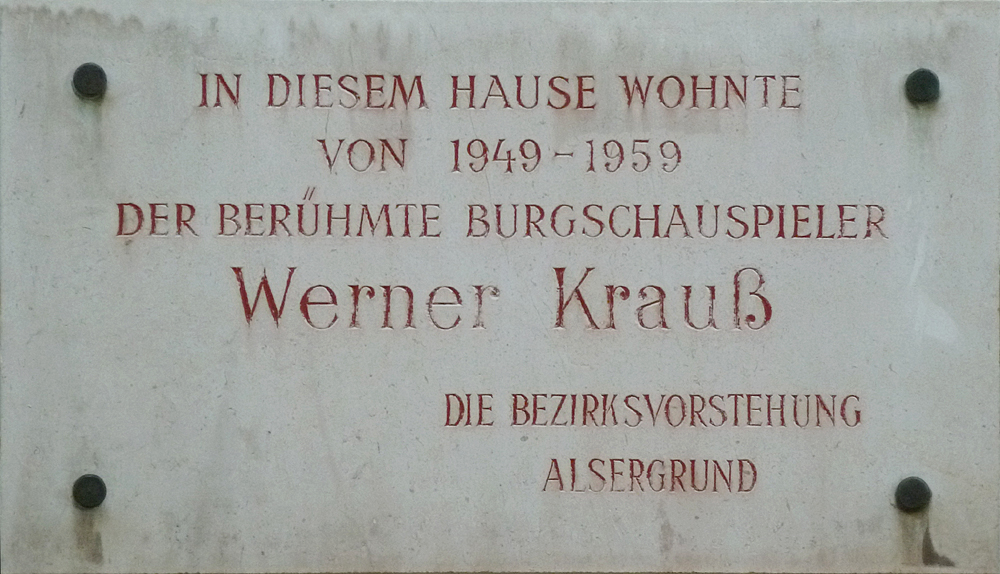 IN DIESEM HAUSE WOHNTE
VON 1949-1959
DER BERÜHMTE BURGSCHAUSPIELER
Werner Krauß
DIE BEZIRKSVORSTEHUNG
ALSERGRUND